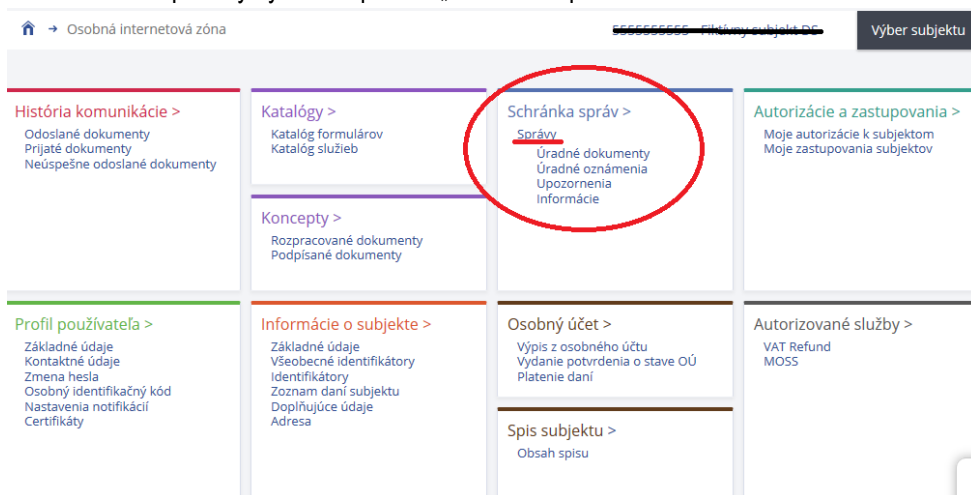 Osobná internetová zóna
5555555555 - Fiktívny subjekt DS
Výber subjektu
História komunikácie >
Odoslané dokumenty
Prijaté dokumenty
Neúspešne odoslané dokumenty
Katalógy >
Katalóg formulárov
Katalóg služieb
Koncepty >
Rozpracované dokumenty
Podpísané dokumenty
Schránka správ >
Správy
Úradné dokumenty
Úradné oznámenia
Upozornenia
Informácie
Autorizácie a zastupovania >
Moje autorizácie k subjektom
Moje zastupovania subjektov
Profil používateľa >
Základné údaje
Kontaktné údaje
Zmena hesla
Osobný identifikačný kód
Nastavenia notifikácií
Certifikáty
Informácie o subjekte >
Základné údaje
Všeobecné identifikátory
Identifikátory
Zoznam daní subjektu
Doplňujúce údaje
Adresa
Osobný účet >
Výpis z osobného účtu
Vydanie potvrdenia o stave OÚ
Platenie daní
Spis subjektu >
Obsah spisu
Autorizované služby >
VAT Refund
MOSS